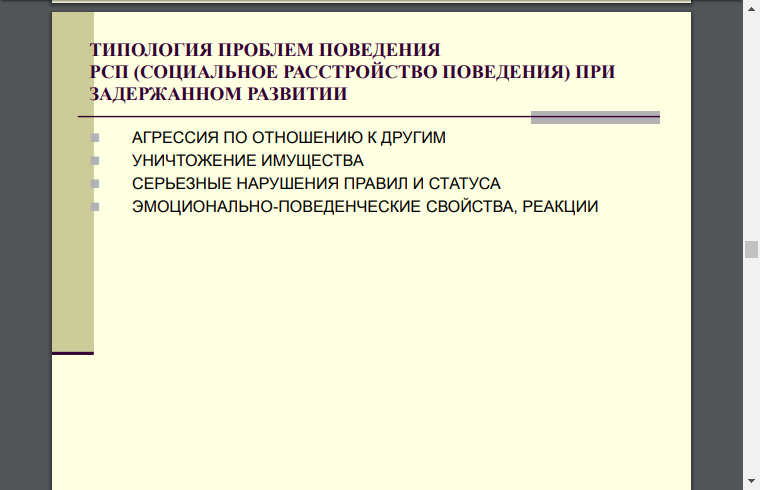 ТИПОЛОГИЯ ПРОБЛЕМ ПОВЕДЕНИЯ
РСП (СОЦИАЛЬНОЕ РАССТРОЙСТВО ПОВЕДЕНИЯ) ПРИ
ЗАДЕРЖАННОМ РАЗВИТИИ
АГРЕССИЯ ПО ОТНОШЕНИЮ К ДРУГИМ
УНИЧТОЖЕНИЕ ИМУЩЕСТВА
СЕРЬЕЗНЫЕ НАРУШЕНИЯ ПРАВИЛ И СТАТУСА
ЭМОЦИОНАЛЬНО-ПОВЕДЕНЧЕСКИЕ СВОЙСТВА, РЕАКЦИИ